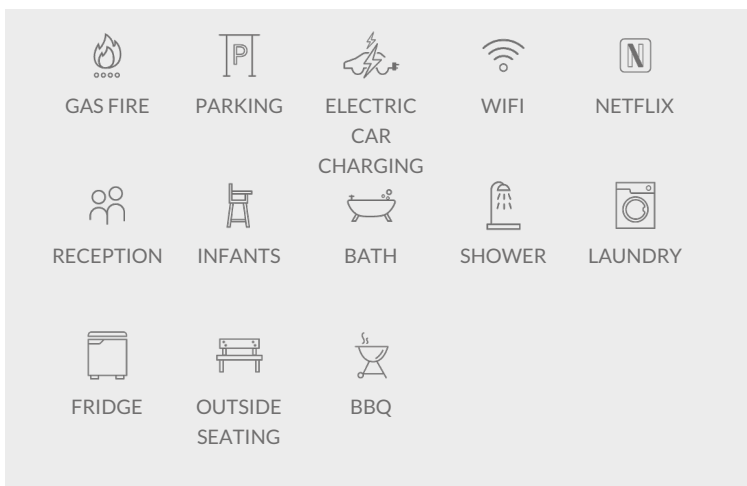 P
N
GAS FIRE
PARKING
ELECTRIC
CAR
CHARGING
WIFI
NETFLIX
RECEPTION
INFANTS
BATH
SHOWER
LAUNDRY
FRIDGE
OUTSIDE
SEATING
BBQ